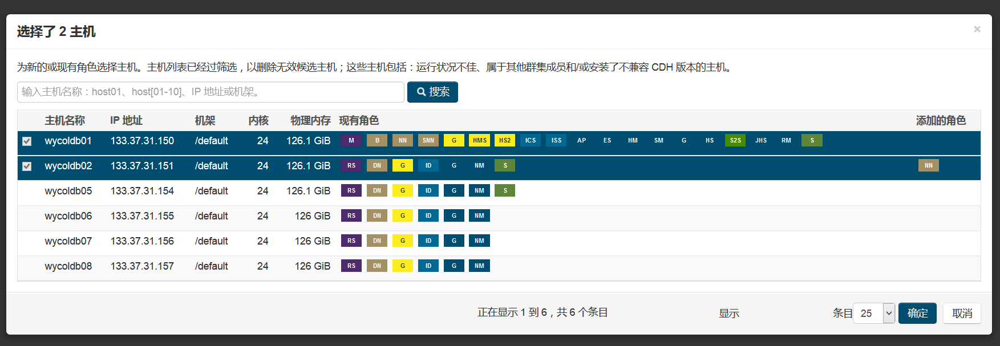 选择了 2 主机
×
为新的或现有角色选择主机。主机列表已经过筛选，以删除无效候选主机；这些主机包括：运行状况不佳、属于其他群集成员和/或安装了不兼容 CDH 版本的主机。
输入主机名称：host01、host[01-10]、IP 地址或机架。 搜索
主机名称 IP 地址 机架 内核 物理内存 现有角色 添加的角色
wycoldb01 133.37.31.150 /default 24 126.1 GiB M B NN SNN G HMS HS2 ICS ISS AP ES HM SM G HS S2S JHS RM S
wycoldb02 133.37.31.151 /default 24 126.1 GiB RS DN G ID G NM S NN
wycoldb05 133.37.31.154 /default 24 126.1 GiB RS DN G ID G NM S
wycoldb06 133.37.31.155 /default 24 126 GiB RS DN G ID G NM
wycoldb07 133.37.31.156 /default 24 126 GiB RS DN G ID G NM
wycoldb08 133.37.31.157 /default 24 126 GiB RS DN G ID G NM
正在显示 1 到 6，共 6 个条目 显示 条目 25 确定 取消